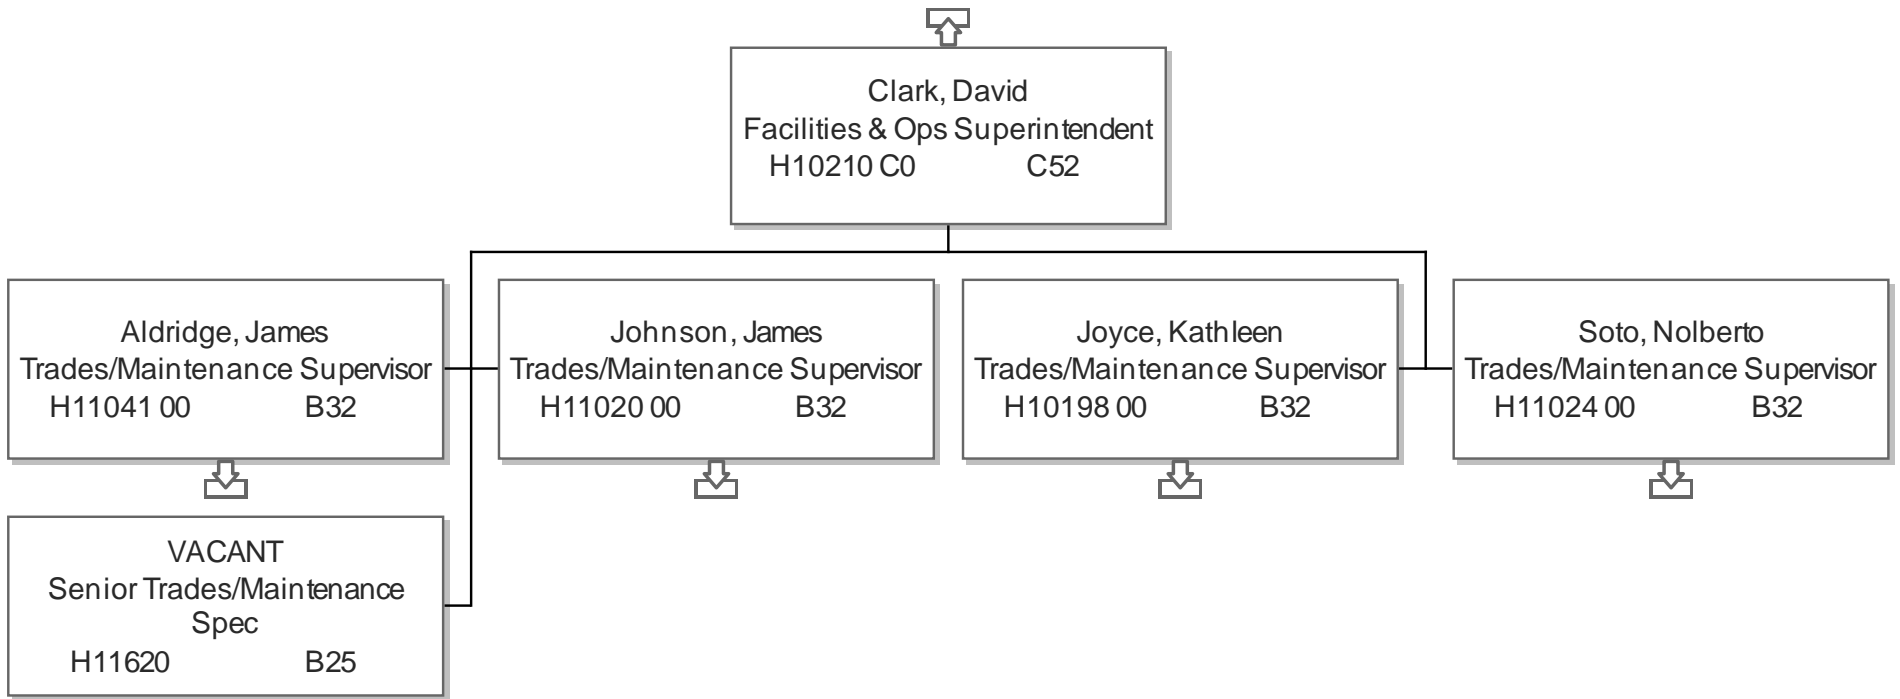 Clark, David
Facilities & Ops Superintendent
H10210 C0 C52
Aldridge, James
Trades/Maintenance Supervisor
H11041 00 B32
Johnson, James
Trades/Maintenance Supervisor
H11020 00 B32
Joyce, Kathleen
Trades/Maintenance Supervisor
H10198 00 B32
Soto, Nolberto
Trades/Maintenance Supervisor
H11024 00 B32
VACANT
Senior Trades/Maintenance
Spec
H11620 B25